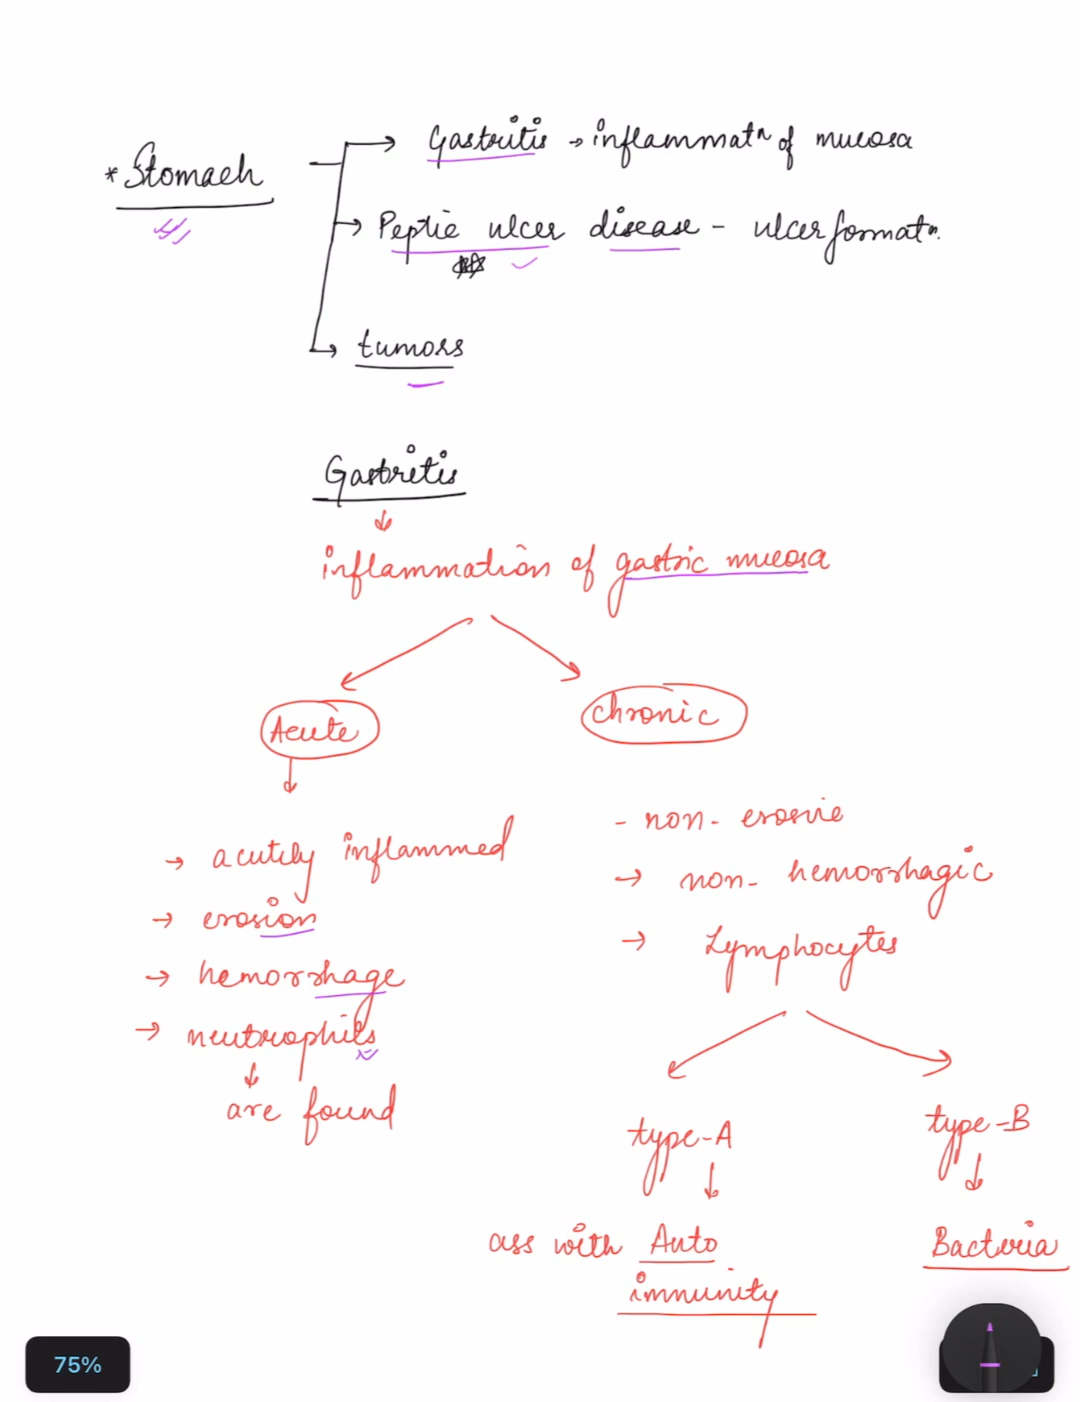 * Stomach
→ Gastritis → inflammatⁿ of mucosa
→ Peptic ulcer disease - ulcer formatⁿ.
→ tumors
Gastritis
↓
inflammation of gastric mucosa
Acute
chronic
↓
→ acutely inflammed
→ erosion
→ hemorrhage
→ neutrophils
↓
are found
- non- erosive
→ non- hemorrhagic
→ Lymphocytes
type-A
↓
ass with Auto
immunity
type-B
↓
Bacteria
75%